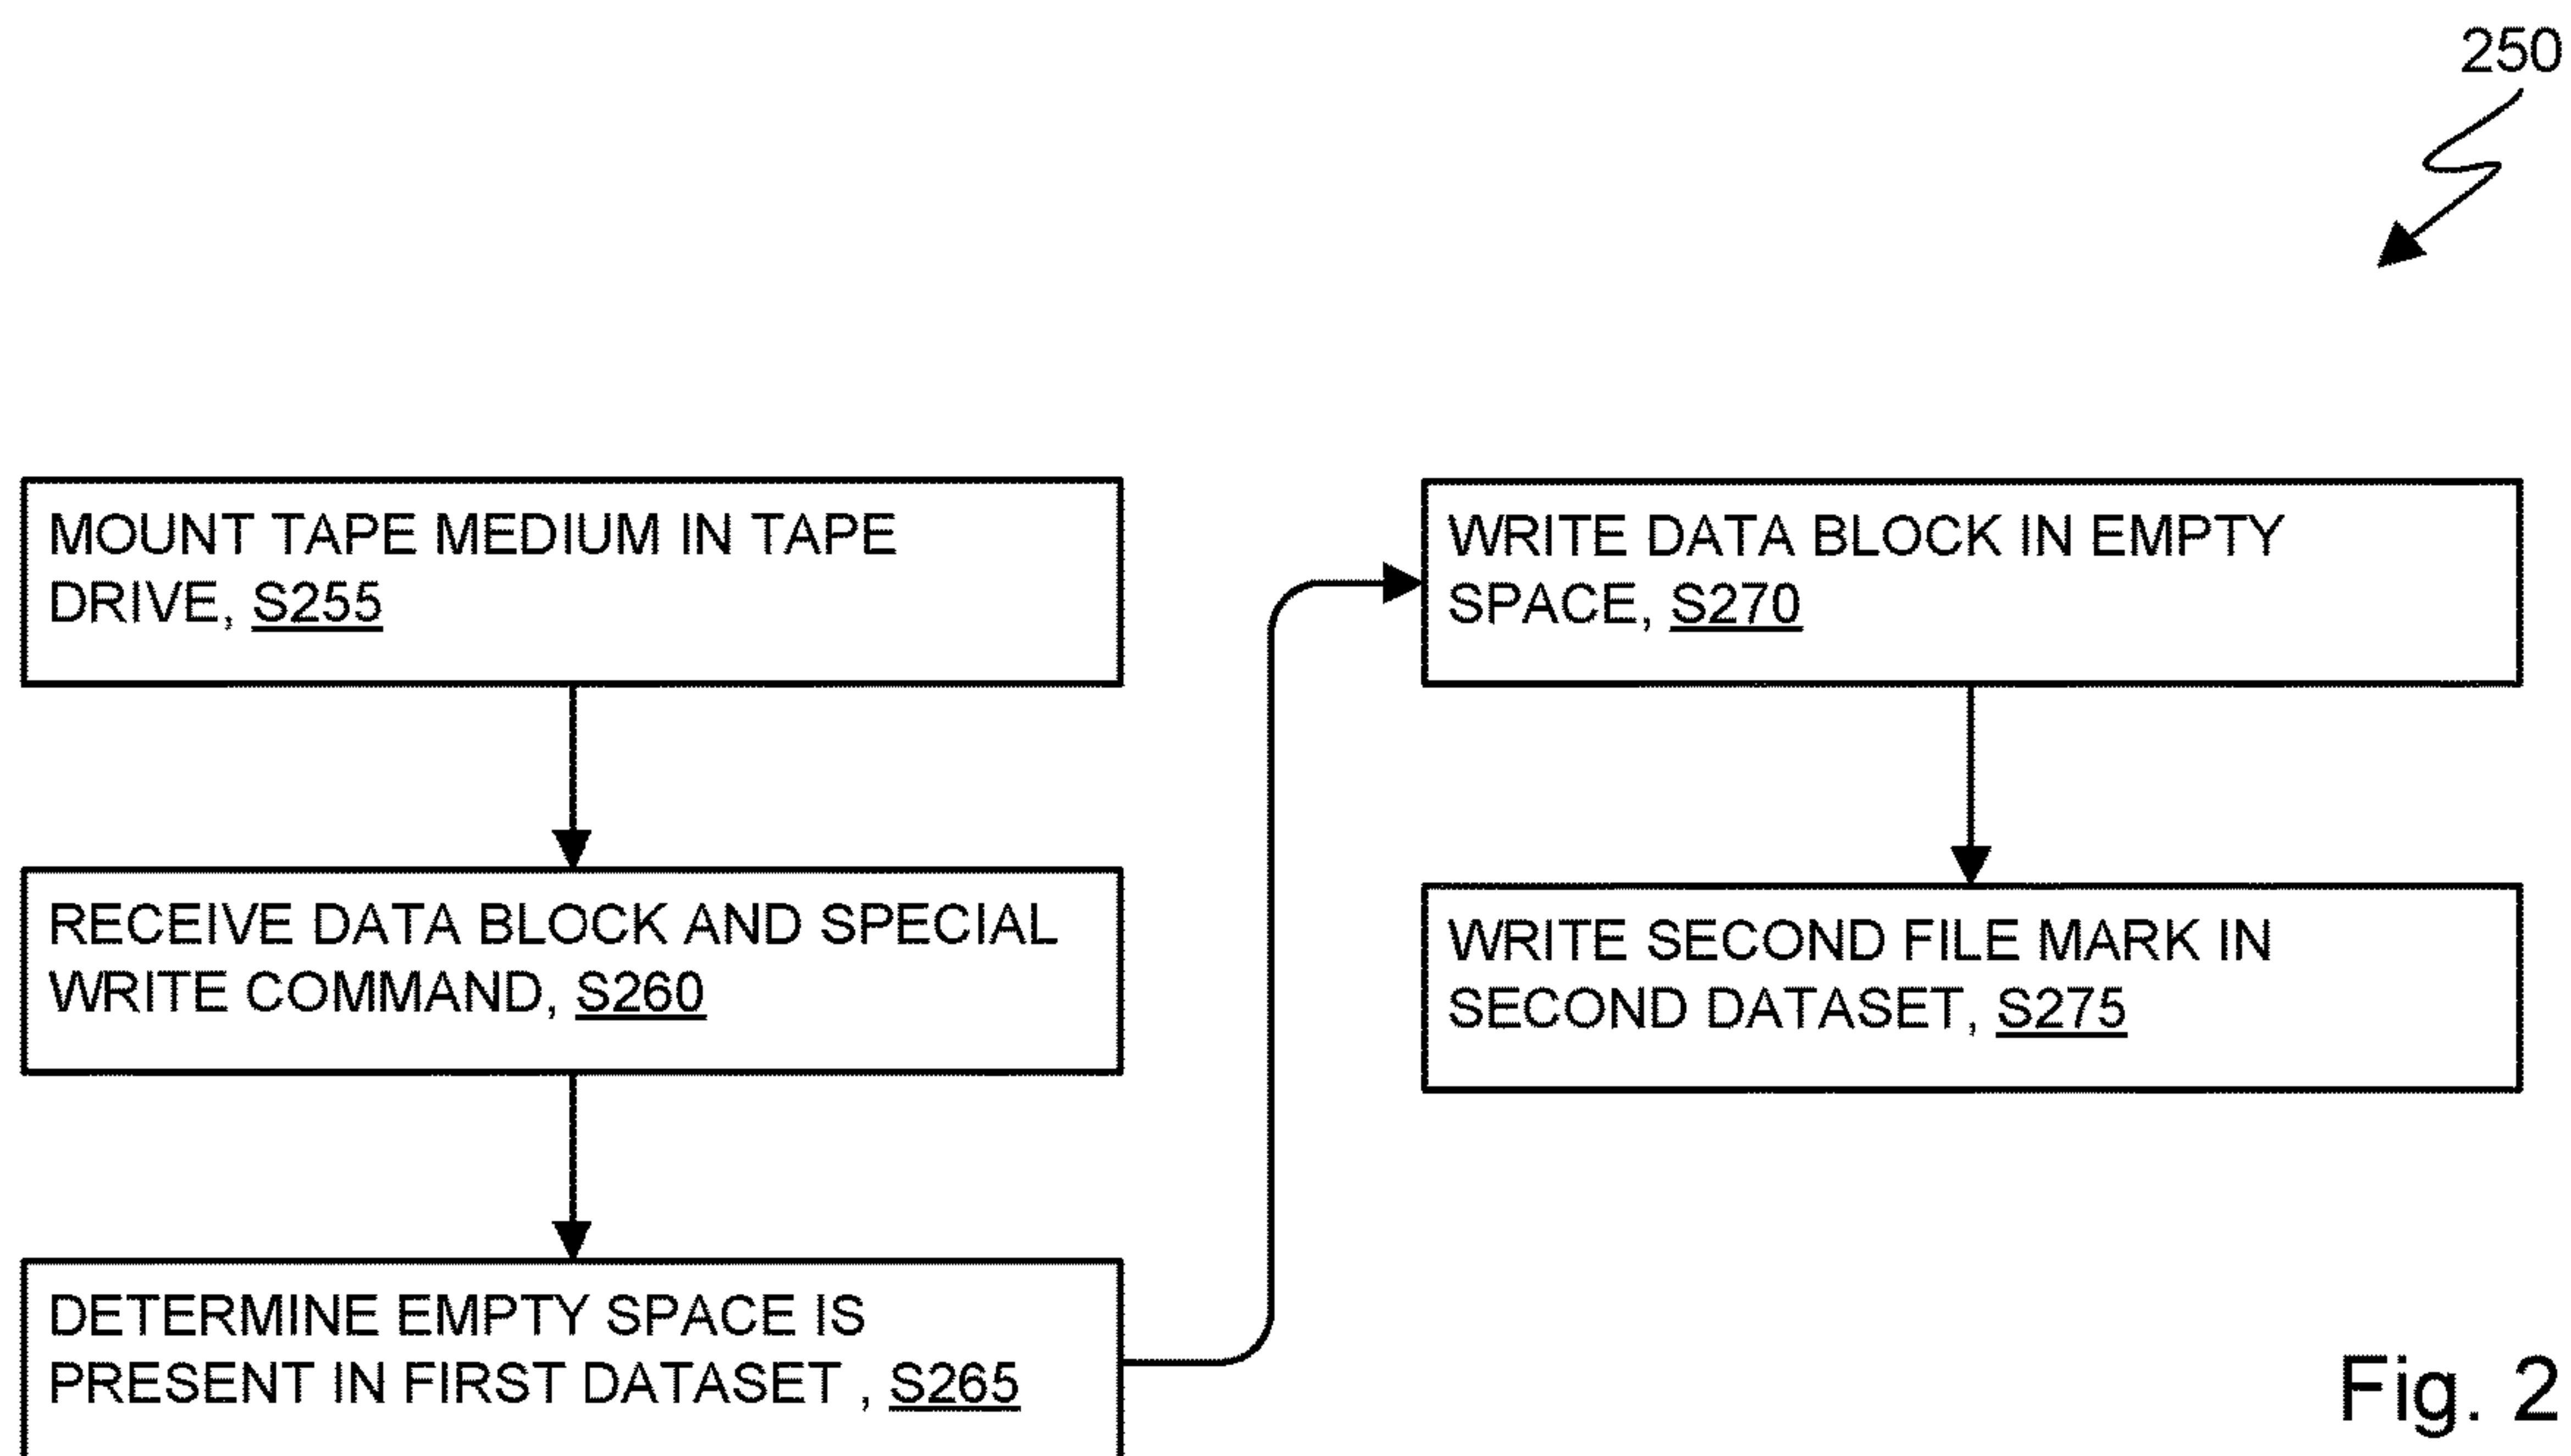 250
MOUNT TAPE MEDIUM IN TAPE
DRIVE, S255
RECEIVE DATA BLOCK AND SPECIAL
WRITE COMMAND, S260
DETERMINE EMPTY SPACE IS
PRESENT IN FIRST DATASET , S265
WRITE DATA BLOCK IN EMPTY
SPACE, S270
WRITE SECOND FILE MARK IN
SECOND DATASET, S275
Fig. 2